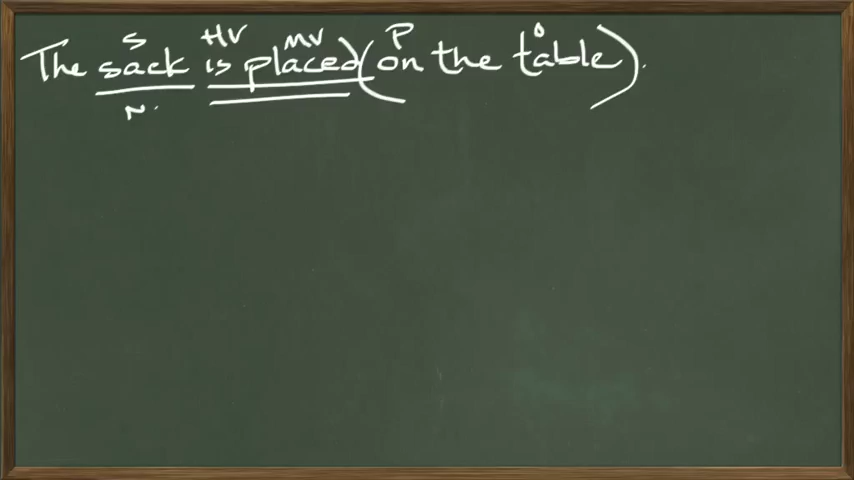 S HV MV P O
The sack is placed (on the table).
N.